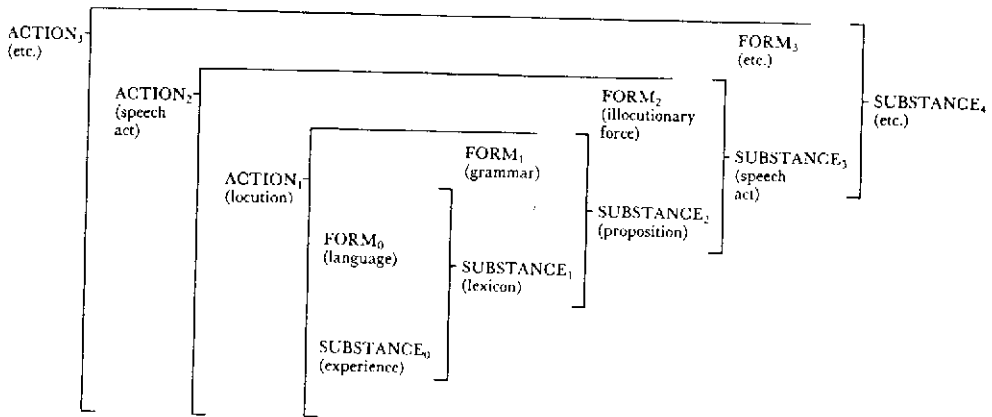 ACTION₃
(etc.)
FORM₃
(etc.)
ACTION₂
(speech
act)
FORM₂
(illocutionary
force)
SUBSTANCE₄
(etc.)
ACTION₁
(locution)
FORM₁
(grammar)
SUBSTANCE₃
(speech
act)
FORM₀
(language)
SUBSTANCE₂
(proposition)
SUBSTANCE₁
(lexicon)
SUBSTANCE₀
(experience)